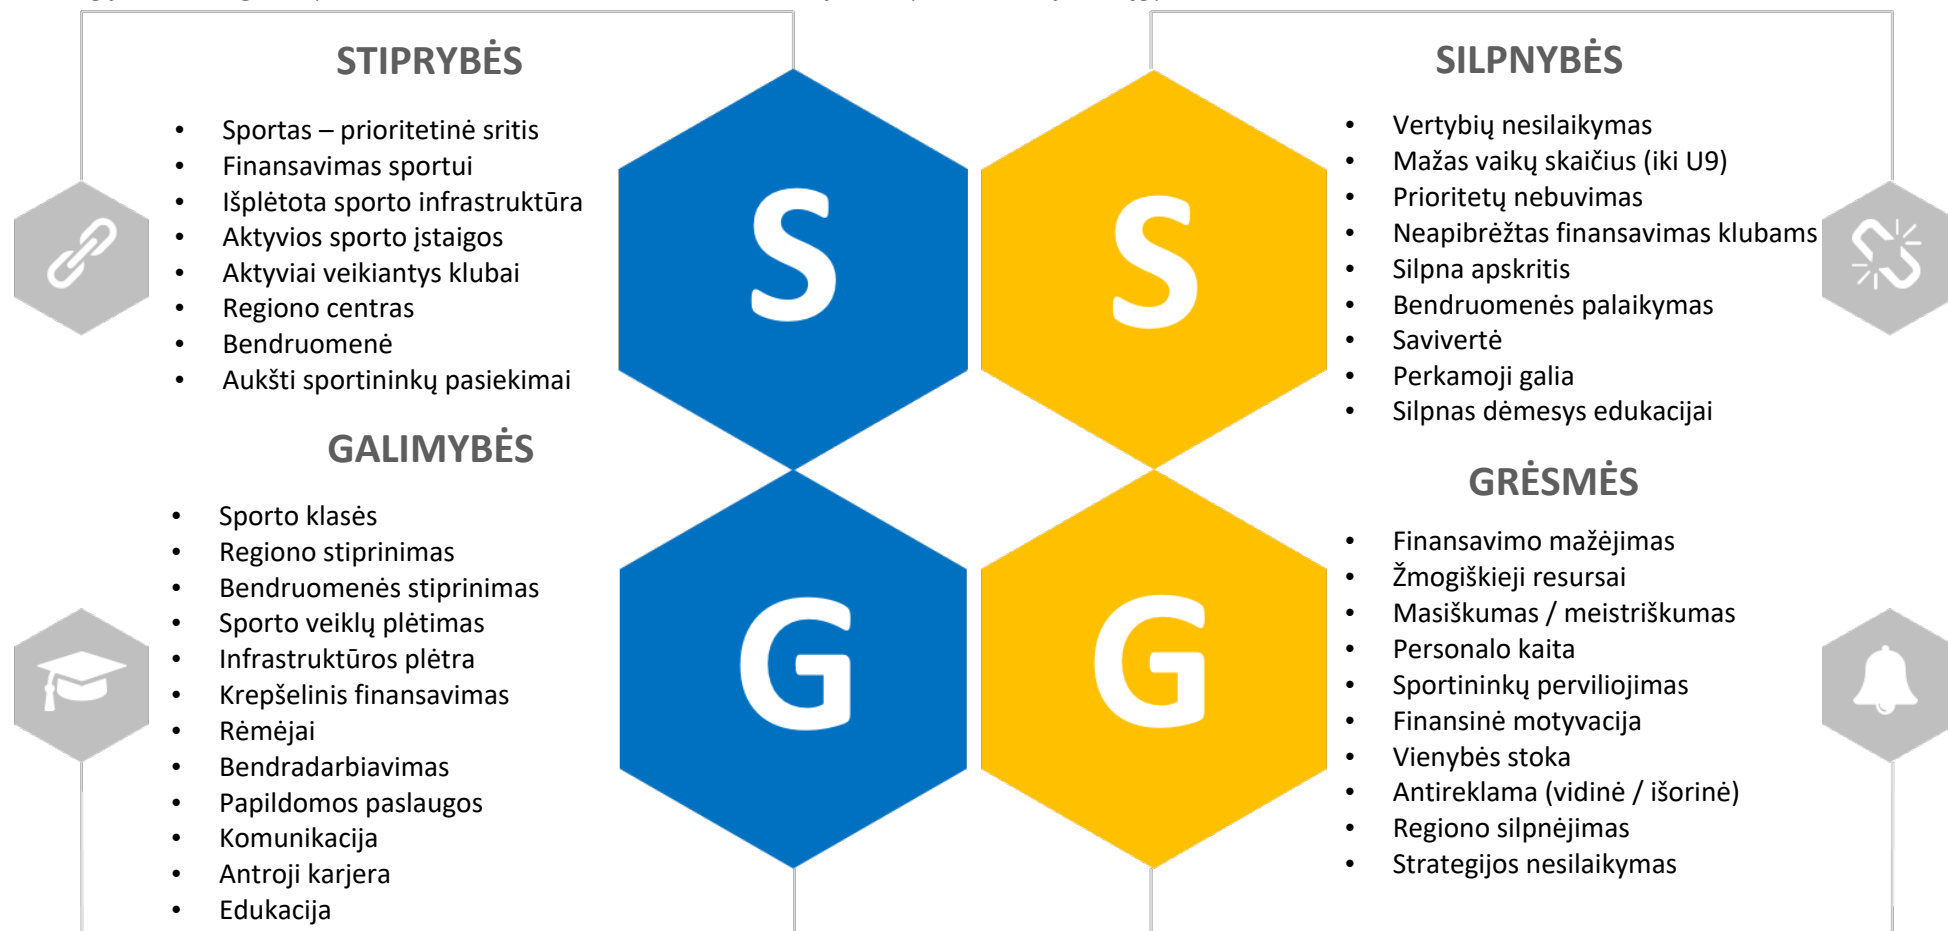 STIPRYBĖS
• Sportas – prioritetinė sritis
• Finansavimas sportui
• Išplėtota sporto infrastruktūra
• Aktyvios sporto įstaigos
• Aktyviai veikiantys klubai
• Regiono centras
• Bendruomenė
• Aukšti sportininkų pasiekimai
S
S
SILPNYBĖS
• Vertybių nesilaikymas
• Mažas vaikų skaičius (iki U9)
• Prioritetų nebuvimas
• Neapibrėžtas finansavimas klubams
• Silpna apskritis
• Bendruomenės palaikymas
• Savivertė
• Perkamoji galia
• Silpnas dėmesys edukacijai
GALIMYBĖS
• Sporto klasės
• Regiono stiprinimas
• Bendruomenės stiprinimas
• Sporto veiklų plėtimas
• Infrastruktūros plėtra
• Krepšelinis finansavimas
• Rėmėjai
• Bendradarbiavimas
• Papildomos paslaugos
• Komunikacija
• Antroji karjera
• Edukacija
G
G
GRĖSMĖS
• Finansavimo mažėjimas
• Žmogiškieji resursai
• Masiškumas / meistriškumas
• Personalo kaita
• Sportininkų perviliojimas
• Finansinė motyvacija
• Vienybės stoka
• Antireklama (vidinė / išorinė)
• Regiono silpnėjimas
• Strategijos nesilaikymas